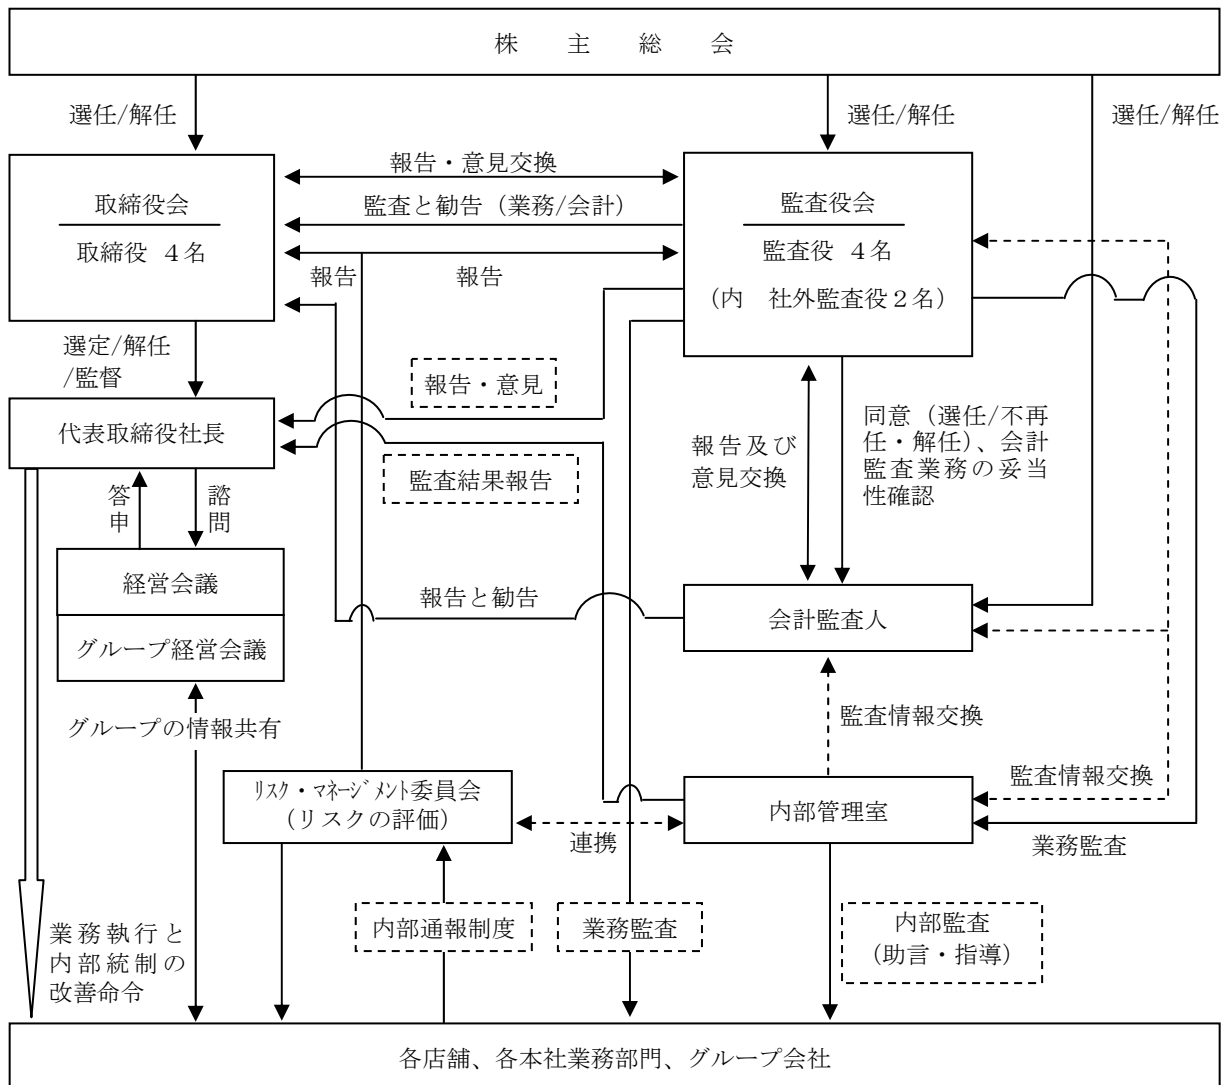 株 主 総 会
選任/解任
選任/解任
選任/解任
取締役会
取締役 ４名
報告・意見交換
監査と勧告（業務/会計）
報告
報告
監査役会
監査役 ４名
（内 社外監査役２名）
選定/解任
/監督
報告・意見
代表取締役社長
監査結果報告
報告及び
意見交換
同意（選任/不再
任・解任）、会計
監査業務の妥当
性確認
答申
諮問
経営会議
グループ経営会議
報告と勧告
会計監査人
グループの情報共有
監査情報交換
リスク・マネージメント委員会
（リスクの評価）
連携
内部管理室
監査情報交換
業務監査
業務執行と
内部統制の
改善命令
内部通報制度
業務監査
内部監査
（助言・指導）
各店舗、各本社業務部門、グループ会社